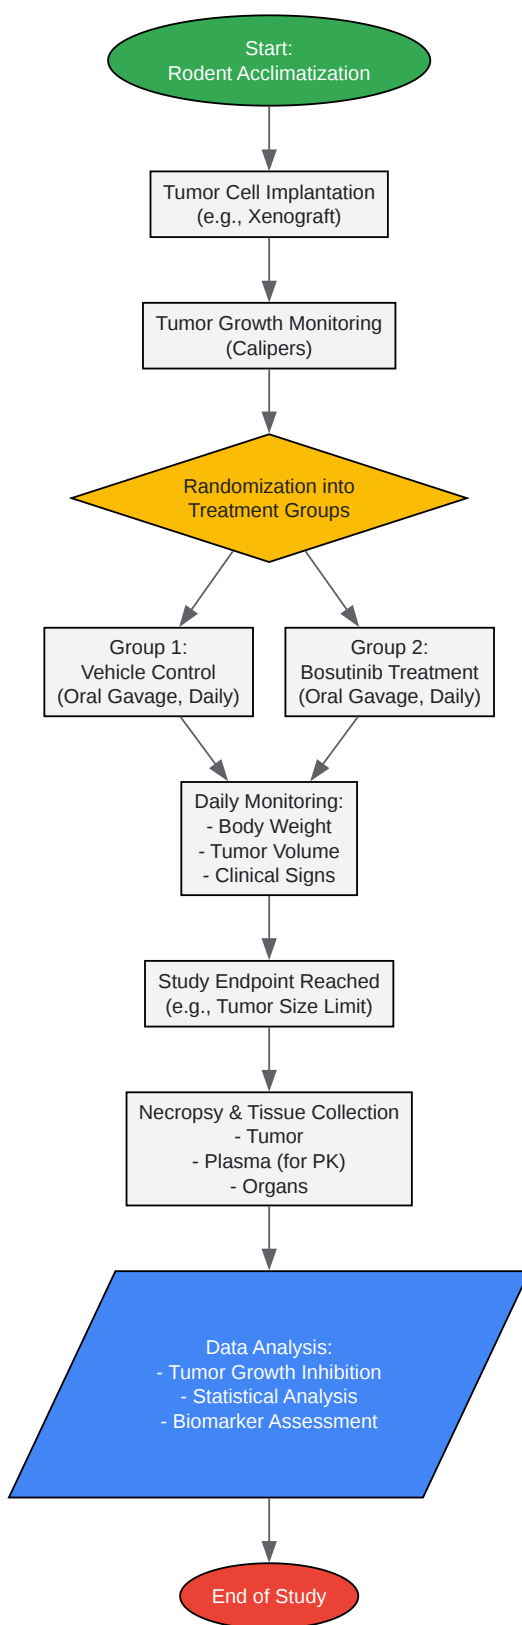 Start:
Rodent Acclimatization
Tumor Cell Implantation
(e.g., Xenograft)
Tumor Growth Monitoring
(Calipers)
Randomization into
Treatment Groups
Group 1:
Vehicle Control
(Oral Gavage, Daily)
Group 2:
Bosutinib Treatment
(Oral Gavage, Daily)
Daily Monitoring:
- Body Weight
- Tumor Volume
- Clinical Signs
Study Endpoint Reached
(e.g., Tumor Size Limit)
Necropsy & Tissue Collection
- Tumor
- Plasma (for PK)
- Organs
Data Analysis:
- Tumor Growth Inhibition
- Statistical Analysis
- Biomarker Assessment
End of Study